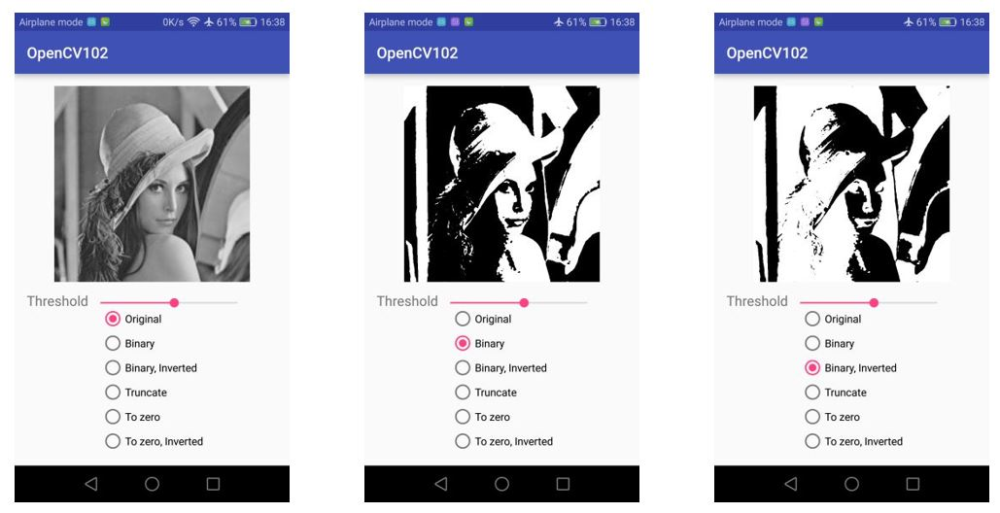 Airplane mode 0K/s 61% 16:38
OpenCV102
Threshold
Original
Binary
Binary, Inverted
Truncate
To zero
To zero, Inverted
Airplane mode 61% 16:38
OpenCV102
Threshold
Original
Binary
Binary, Inverted
Truncate
To zero
To zero, Inverted
Airplane mode 61% 16:38
OpenCV102
Threshold
Original
Binary
Binary, Inverted
Truncate
To zero
To zero, Inverted